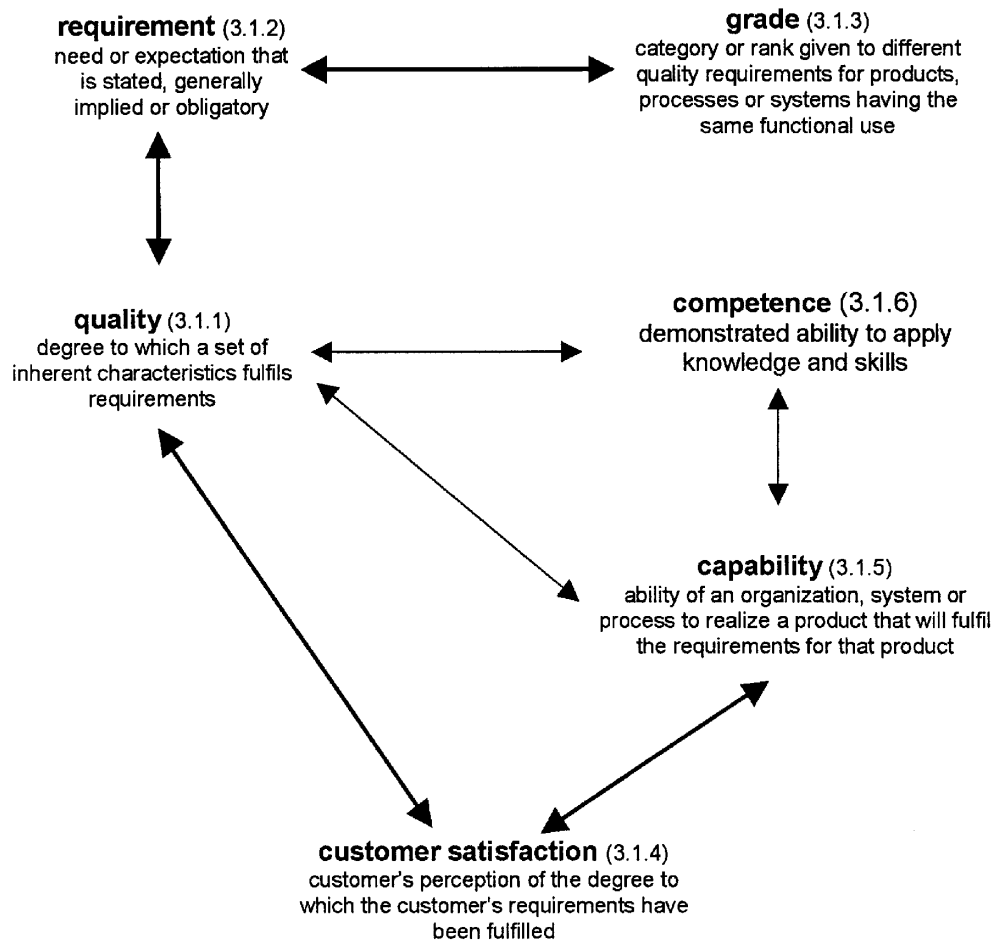 requirement (3.1.2)
need or expectation that
is stated, generally
implied or obligatory
grade (3.1.3)
category or rank given to different
quality requirements for products,
processes or systems having the
same functional use
quality (3.1.1)
degree to which a set of
inherent characteristics fulfils
requirements
competence (3.1.6)
demonstrated ability to apply
knowledge and skills
capability (3.1.5)
ability of an organization, system or
process to realize a product that will fulfil
the requirements for that product
customer satisfaction (3.1.4)
customer's perception of the degree to
which the customer's requirements have
been fulfilled